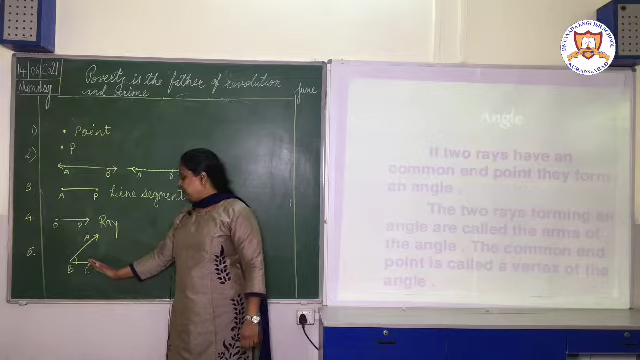 14 06 2021
Monday
Poverty is the father of revolution
and crime
june
1) • Point
2) • P
A B
3 A B Line segment
4. O P Ray
5. A
B C
Angle
If two rays have an
common end point they form
an angle .
The two rays forming an
angle are called the arms of
the angle . The common end
point is called a vertex of the
angle .